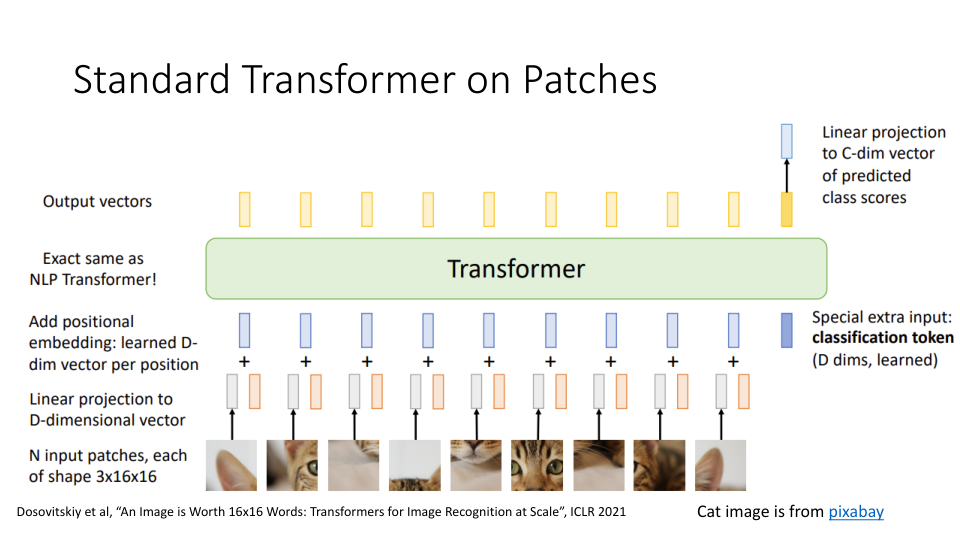 Standard Transformer on Patches
Linear projection
to C-dim vector
of predicted
class scores
Output vectors
Exact same as
NLP Transformer!
Transformer
Add positional
embedding: learned D-
dim vector per position
Special extra input:
classification token
(D dims, learned)
+ + + + + + + + +
Linear projection to
D-dimensional vector
N input patches, each
of shape 3x16x16
Dosovitskiy et al, “An Image is Worth 16x16 Words: Transformers for Image Recognition at Scale”, ICLR 2021
Cat image is from pixabay